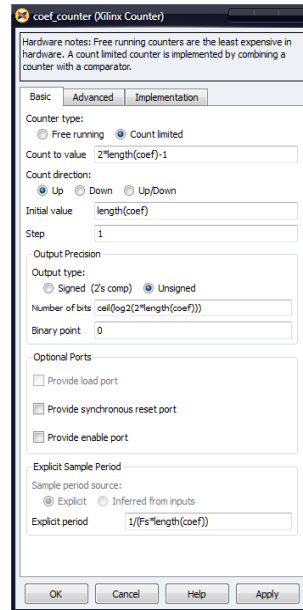 coef_counter (Xilinx Counter)
Hardware notes: Free running counters are the least expensive in
hardware. A count limited counter is implemented by combining a
counter with a comparator.
Basic Advanced Implementation
Counter type:
Free running Count limited
Count to value 2*length(coef)-1
Count direction:
Up Down Up/Down
Initial value length(coef)
Step 1
Output Precision
Output type:
Signed (2's comp) Unsigned
Number of bits ceil(log2(2*length(coef)))
Binary point 0
Optional Ports
Provide load port
Provide synchronous reset port
Provide enable port
Explicit Sample Period
Sample period source:
Explicit Inferred from inputs
Explicit period 1/(Fs*length(coef))
OK Cancel Help Apply